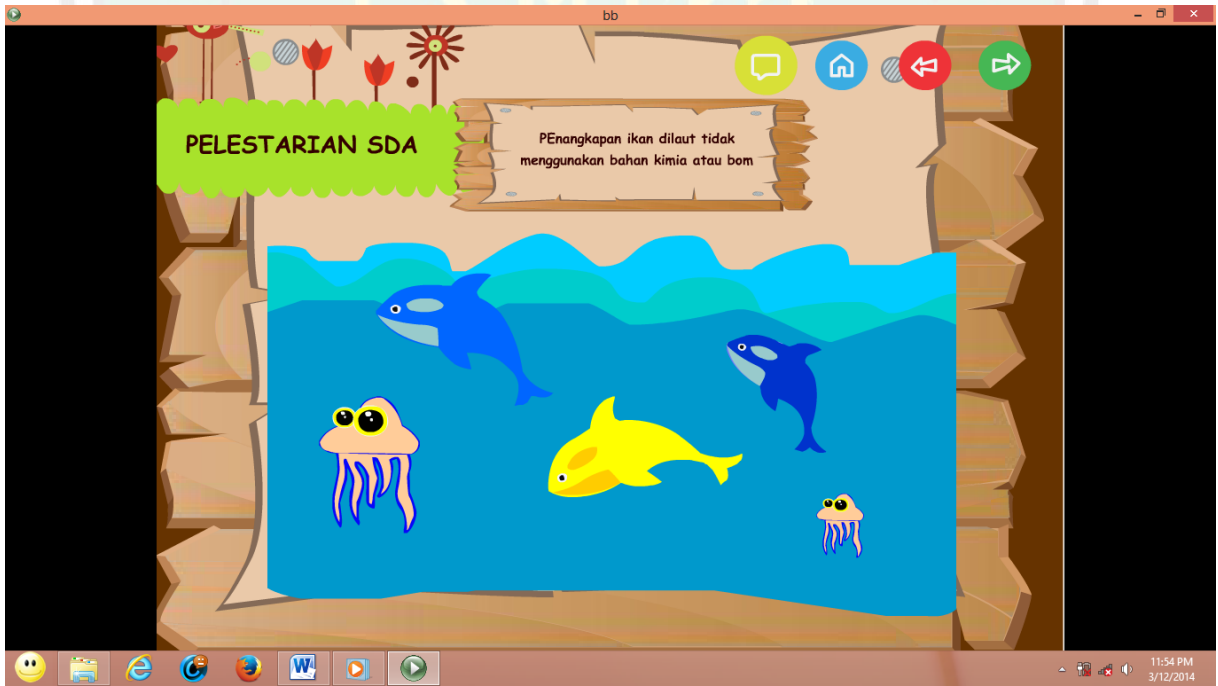 bb
PELESTARIAN SDA
PEnangkapan ikan dilaut tidak
menggunakan bahan kimia atau bom
11:54 PM
3/12/2014